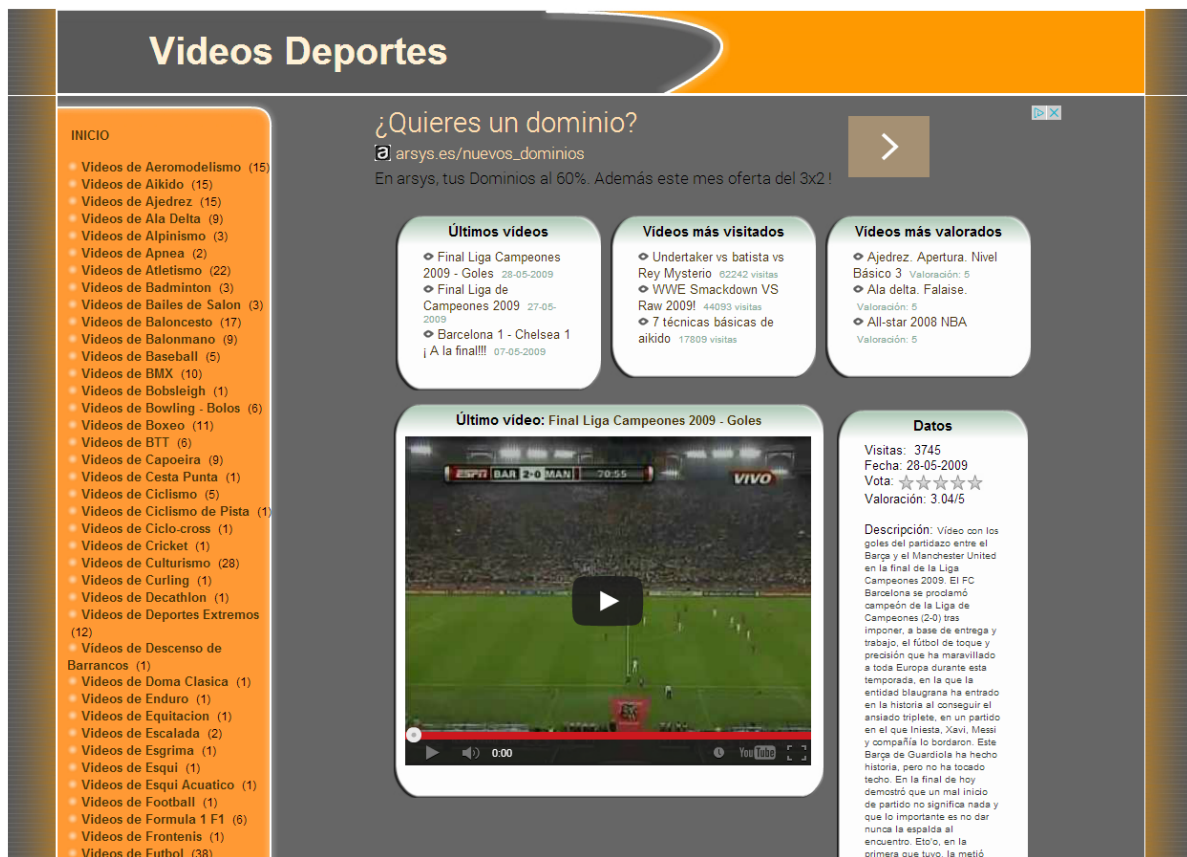 Videos Deportes
INICIO
Videos de Aeromodelismo (15)
Videos de Aikido (15)
Videos de Ajedrez (15)
Videos de Ala Delta (9)
Videos de Alpinismo (3)
Videos de Apnea (2)
Videos de Atletismo (22)
Videos de Badminton (3)
Videos de Bailes de Salon (3)
Videos de Baloncesto (17)
Videos de Balonmano (9)
Videos de Baseball (5)
Videos de BMX (10)
Videos de Bobsleigh (1)
Videos de Bowling - Bolos (6)
Videos de Boxeo (11)
Videos de BTT (6)
Videos de Capoeira (9)
Videos de Cesta Punta (1)
Videos de Ciclismo (5)
Videos de Ciclismo de Pista (1)
Videos de Ciclo-cross (1)
Videos de Cricket (1)
Videos de Culturismo (28)
Videos de Curling (1)
Videos de Decathlon (1)
Videos de Deportes Extremos
(12)
Videos de Descenso de
Barrancos (1)
Videos de Doma Clasica (1)
Videos de Enduro (1)
Videos de Equitacion (1)
Videos de Escalada (2)
Videos de Esgrima (1)
Videos de Esqui (1)
Videos de Esqui Acuatico (1)
Videos de Football (1)
Videos de Formula 1 F1 (6)
Videos de Frontenis (1)
Videos de Futbol (38)
¿Quieres un dominio?
a arsys.es/nuevos_dominios
En arsys, tus Dominios al 60%. Además este mes oferta del 3x2 !
Últimos vídeos
Final Liga Campeones
2009 - Goles 28-05-2009
Final Liga de
Campeones 2009 27-05-
2009
Barcelona 1 - Chelsea 1
¡ A la final!!! 07-05-2009
Videos más visitados
Undertaker vs batista vs
Rey Mysterio 62242 visitas
WWE Smackdown VS
Raw 2009! 44093 visitas
7 técnicas básicas de
aikido 17809 visitas
Videos más valorados
Ajedrez. Apertura. Nivel
Básico 3 Valoración: 5
Ala delta. Falaise.
Valoración: 5
All-star 2008 NBA
Valoración: 5
Último vídeo: Final Liga Campeones 2009 - Goles
ESPN BAR 2-0 MAN 70:55
VIVO
0:00
YouTube
Datos
Visitas: 3745
Fecha: 28-05-2009
Vota:
Valoración: 3.04/5
Descripción: Vídeo con los
goles del partidazo entre el
Barça y el Manchester United
en la final de la Liga
Campeones 2009. El FC
Barcelona se proclamó
campeón de la Liga de
Campeones (2-0) tras
imponer, a base de entrega y
trabajo, el fútbol de toque y
precisión que ha maravillado
a toda Europa durante esta
temporada, en la que la
entidad blaugrana ha entrado
en la historia al conseguir el
ansiado triplete, en un partido
en el que Iniesta, Xavi, Messi
y compañía lo bordaron. Este
Barça de Guardiola ha hecho
historia, pero no ha tocado
techo. En la final de hoy
demostró que un mal inicio
de partido no significa nada y
que lo importante es no dar
nunca la espalda al
encuentro. Eto'o, en la
primera que tuvo, la metió